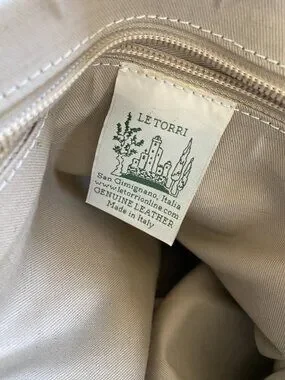 LE TORRI
San Gimignano, Italia
www.letorrionline.com
GENUINE LEATHER
Made in Italy